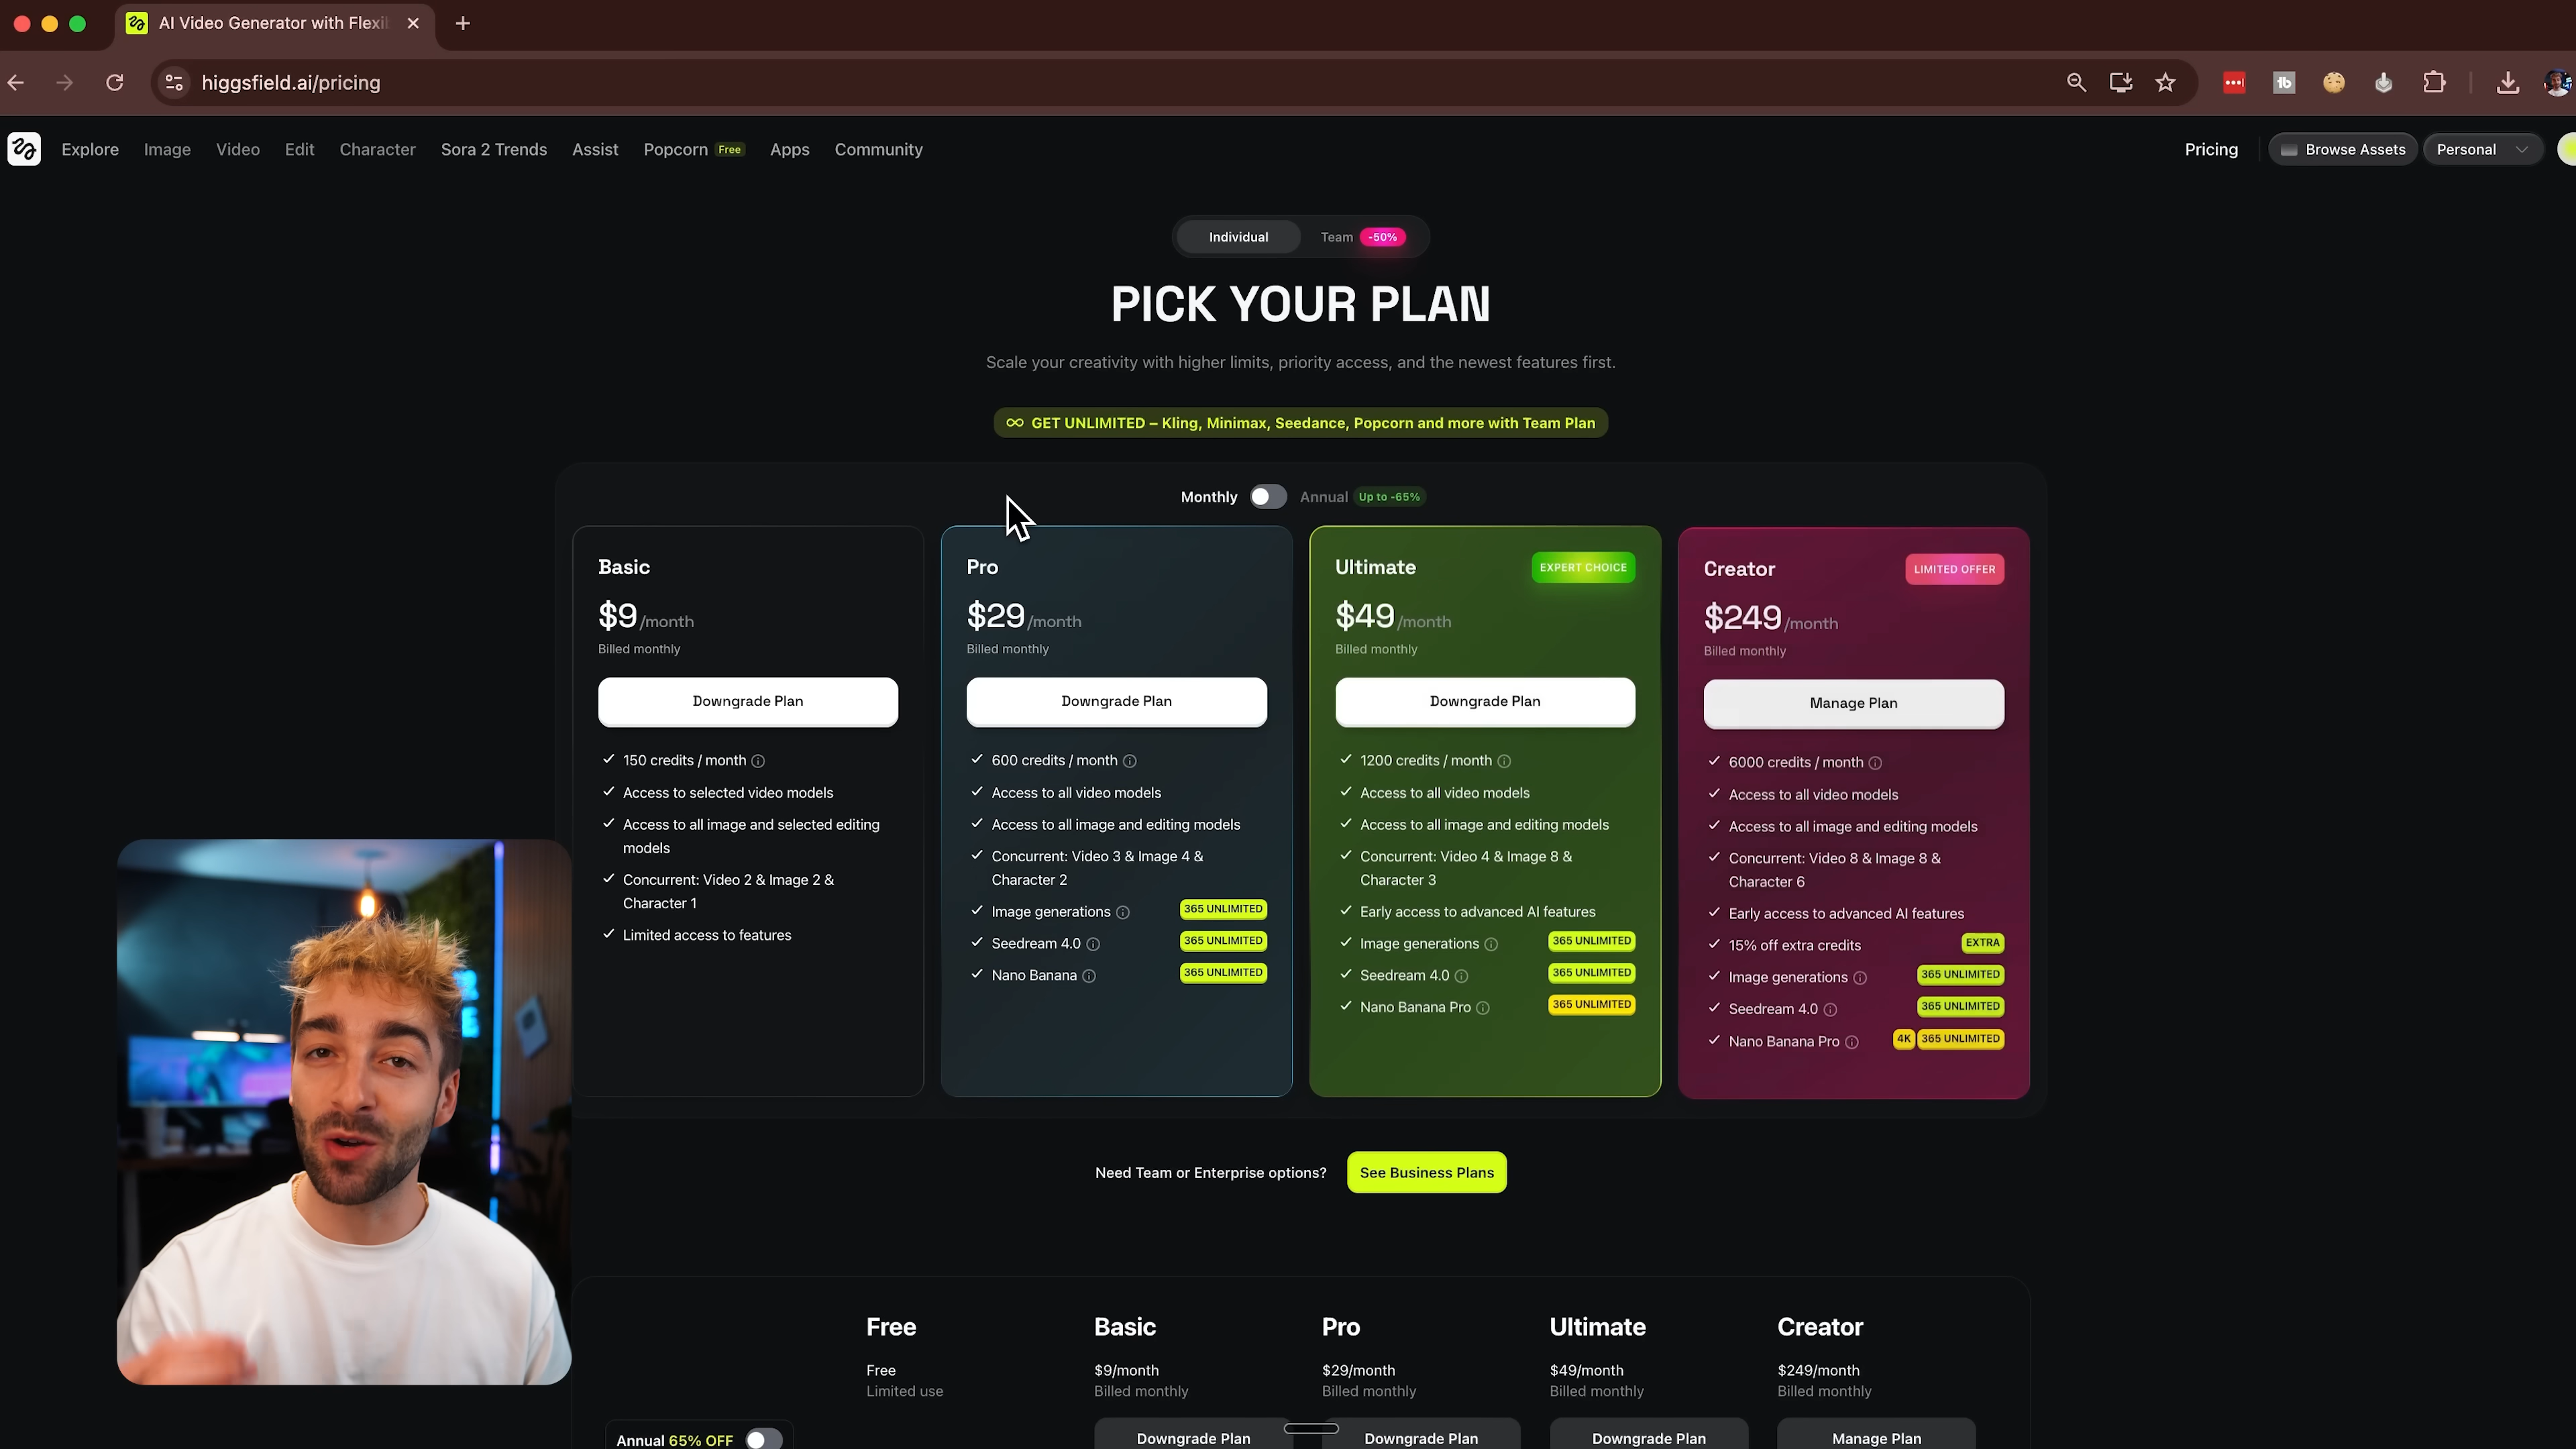 AI Video Generator with Flexi
higgsfield.ai/pricing
Explore Image Video Edit Character Sora 2 Trends Assist Popcorn Free Apps Community
Pricing Browse Assets Personal
Individual Team -50%
PICK YOUR PLAN
Scale your creativity with higher limits, priority access, and the newest features first.
GET UNLIMITED – Kling, Minimax, Seedance, Popcorn and more with Team Plan
Monthly Annual Up to -65%
Basic
$9/month
Billed monthly
Downgrade Plan
150 credits / month
Access to selected video models
Access to all image and selected editing
models
Concurrent: Video 2 & Image 2 &
Character 1
Limited access to features
Pro
$29/month
Billed monthly
Downgrade Plan
600 credits / month
Access to all video models
Access to all image and editing models
Concurrent: Video 3 & Image 4 &
Character 2
Image generations 365 UNLIMITED
Seedream 4.0 365 UNLIMITED
Nano Banana 365 UNLIMITED
Ultimate EXPERT CHOICE
$49/month
Billed monthly
Downgrade Plan
1200 credits / month
Access to all video models
Access to all image and editing models
Concurrent: Video 4 & Image 8 &
Character 3
Early access to advanced AI features
Image generations 365 UNLIMITED
Seedream 4.0 365 UNLIMITED
Nano Banana Pro 365 UNLIMITED
Creator LIMITED OFFER
$249/month
Billed monthly
Manage Plan
6000 credits / month
Access to all video models
Access to all image and editing models
Concurrent: Video 8 & Image 8 &
Character 6
Early access to advanced AI features
15% off extra credits EXTRA
Image generations 365 UNLIMITED
Seedream 4.0 365 UNLIMITED
Nano Banana Pro 4K 365 UNLIMITED
Need Team or Enterprise options? See Business Plans
Free Basic Pro Ultimate Creator
Free $9/month $29/month $49/month $249/month
Limited use Billed monthly Billed monthly Billed monthly Billed monthly
Annual 65% OFF Downgrade Plan Downgrade Plan Downgrade Plan Manage Plan